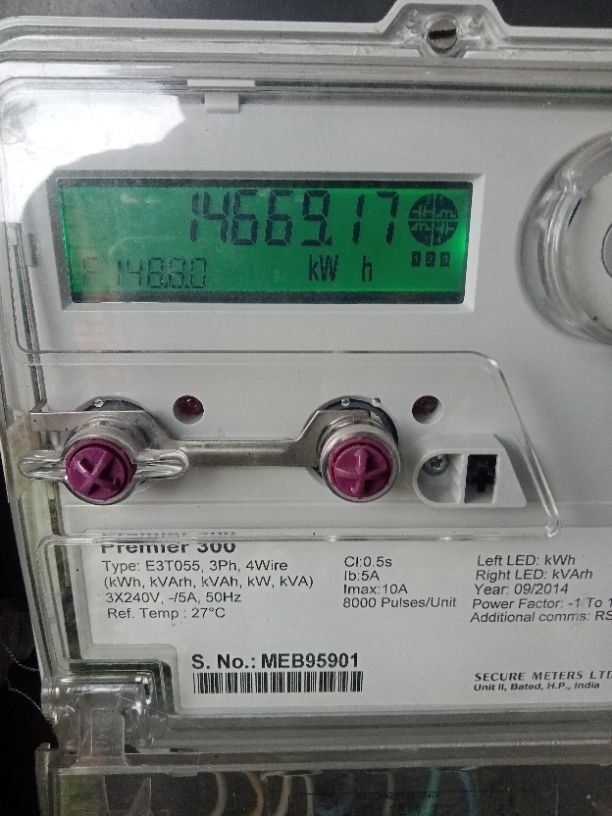 14669.17
1 2 3
148.8.0
kW h
Premier 300
Type: E3T055, 3Ph, 4Wire
(kWh, kVArh, kVAh, kW, kVA)
3X240V, -/5A, 50Hz
Ref. Temp : 27°C
Cl:0.5s
Ib:5A
Imax:10A
8000 Pulses/Unit
Left LED: kWh
Right LED: kVArh
Year: 09/2014
Power Factor: -1 To 1
Additional comms: RS
S. No.: MEB95901
SECURE METERS LTD
Unit II, Bated, H.P., India